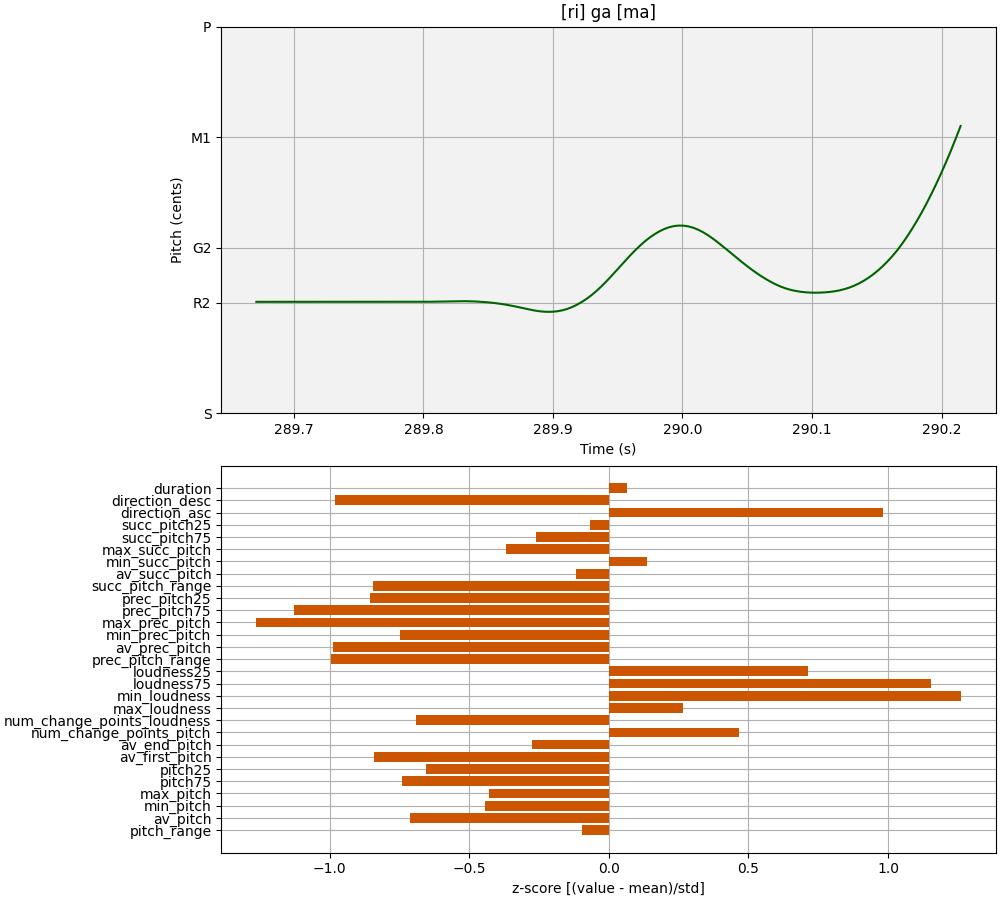 [ri] ga [ma]
P
M1
G2
R2
S
Pitch (cents)
289.7 289.8 289.9 290.0 290.1 290.2
Time (s)
duration
direction_desc
direction_asc
succ_pitch25
succ_pitch75
max_succ_pitch
min_succ_pitch
av_succ_pitch
succ_pitch_range
prec_pitch25
prec_pitch75
max_prec_pitch
min_prec_pitch
av_prec_pitch
prec_pitch_range
loudness25
loudness75
min_loudness
max_loudness
num_change_points_loudness
num_change_points_pitch
av_end_pitch
av_first_pitch
pitch25
pitch75
max_pitch
min_pitch
av_pitch
pitch_range
−1.0 −0.5 0.0 0.5 1.0
z-score [(value - mean)/std]